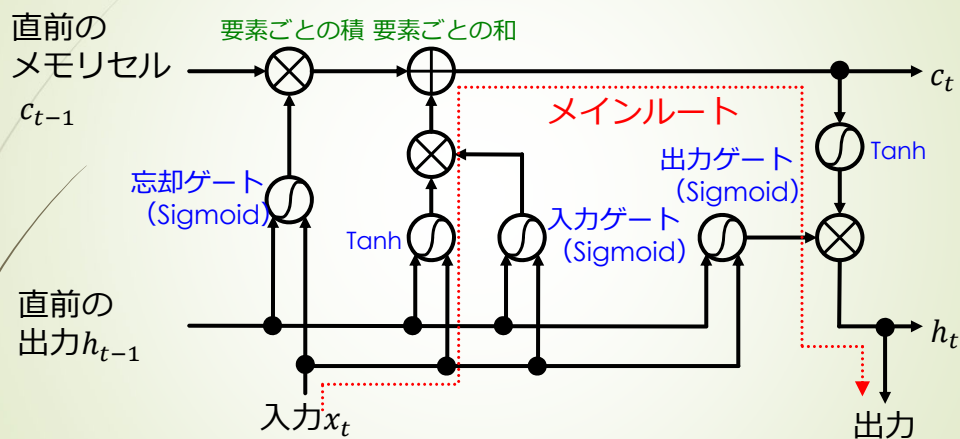 直前の
メモリセル
c_{t−1}
要素ごとの積 要素ごとの和
c_t
メインルート
Tanh
出力ゲート
（Sigmoid）
忘却ゲート
（Sigmoid）
Tanh
入力ゲート
（Sigmoid）
直前の
出力h_{t−1}
h_t
入力x_t
出力